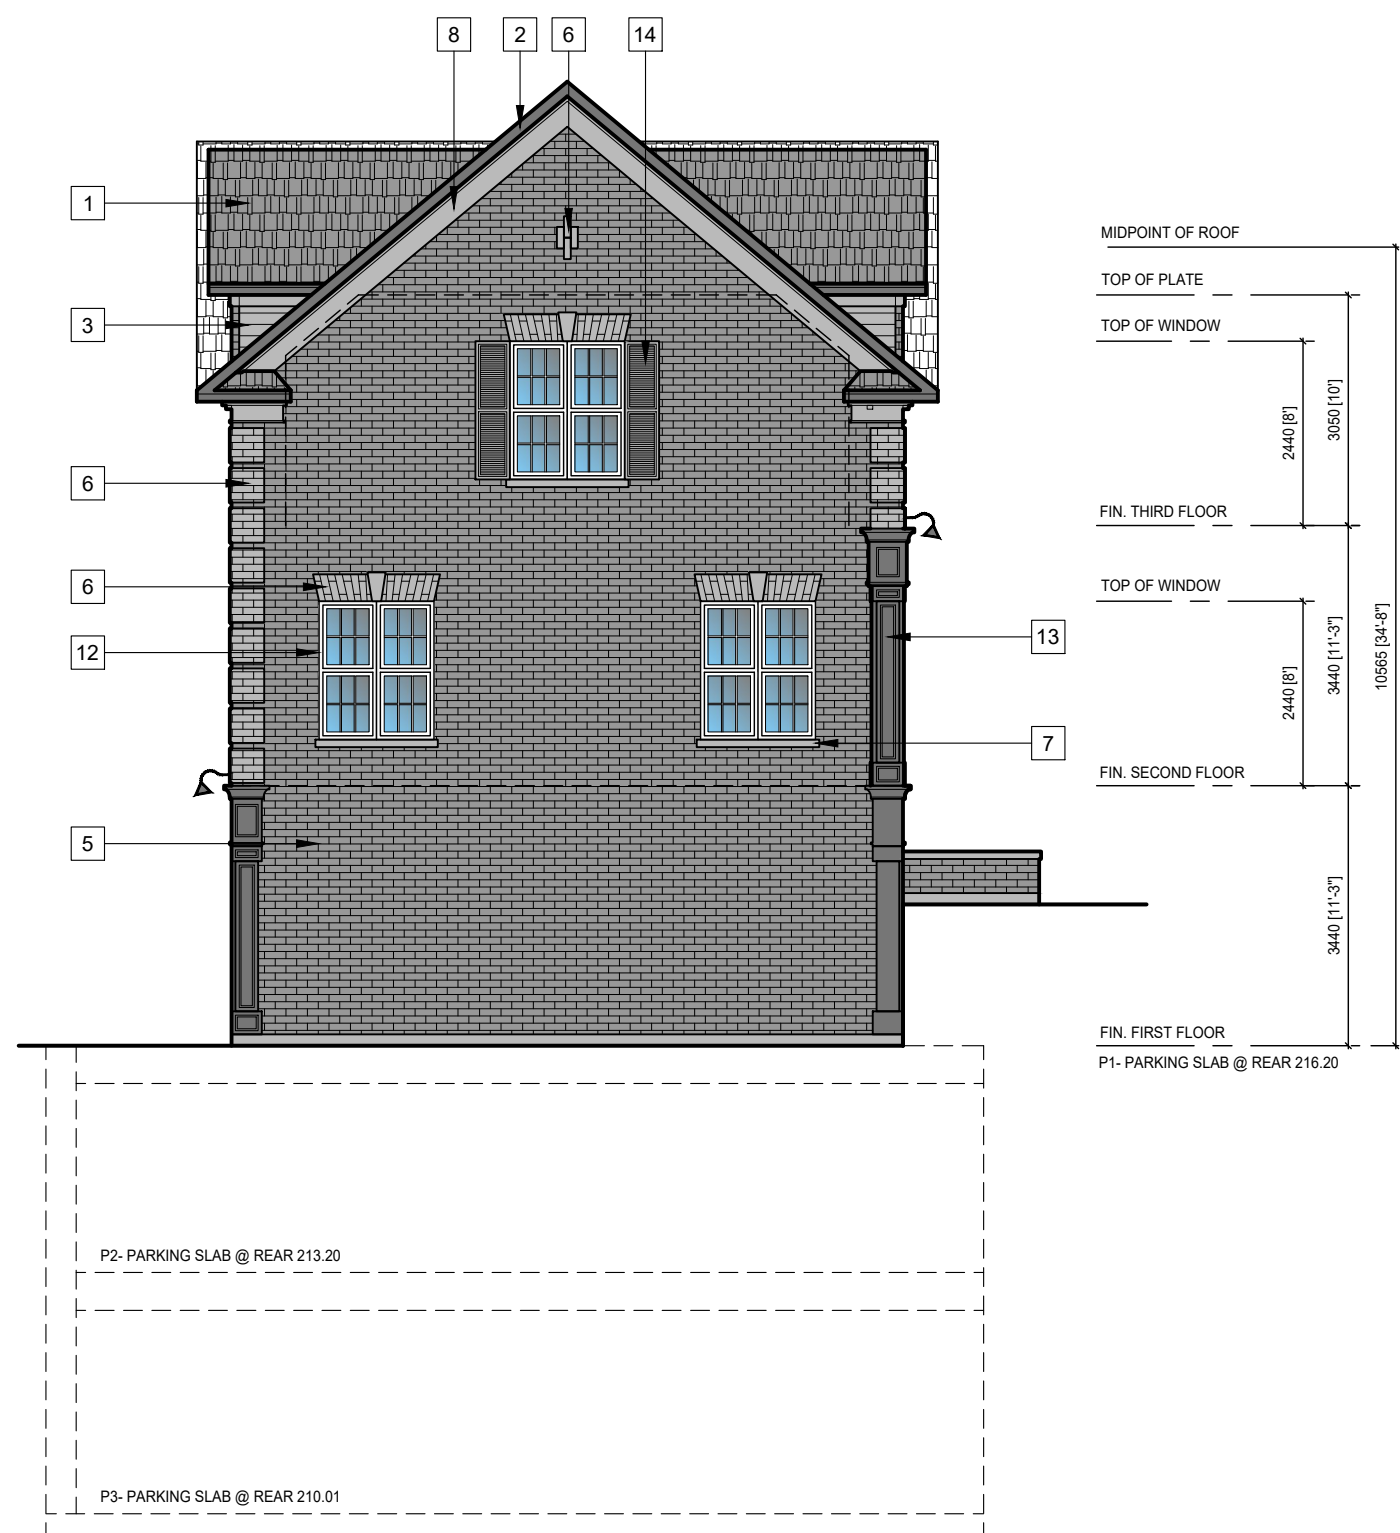 8 2 6 14
1
MIDPOINT OF ROOF
TOP OF PLATE
3
TOP OF WINDOW
2440 [8']
3050 [10']
6
FIN. THIRD FLOOR
6
TOP OF WINDOW
12
13
2440 [8']
3440 [11'-3"]
10565 [34'-8"]
7
FIN. SECOND FLOOR
5
3440 [11'-3"]
FIN. FIRST FLOOR
P1- PARKING SLAB @ REAR 216.20
P2- PARKING SLAB @ REAR 213.20
P3- PARKING SLAB @ REAR 210.01